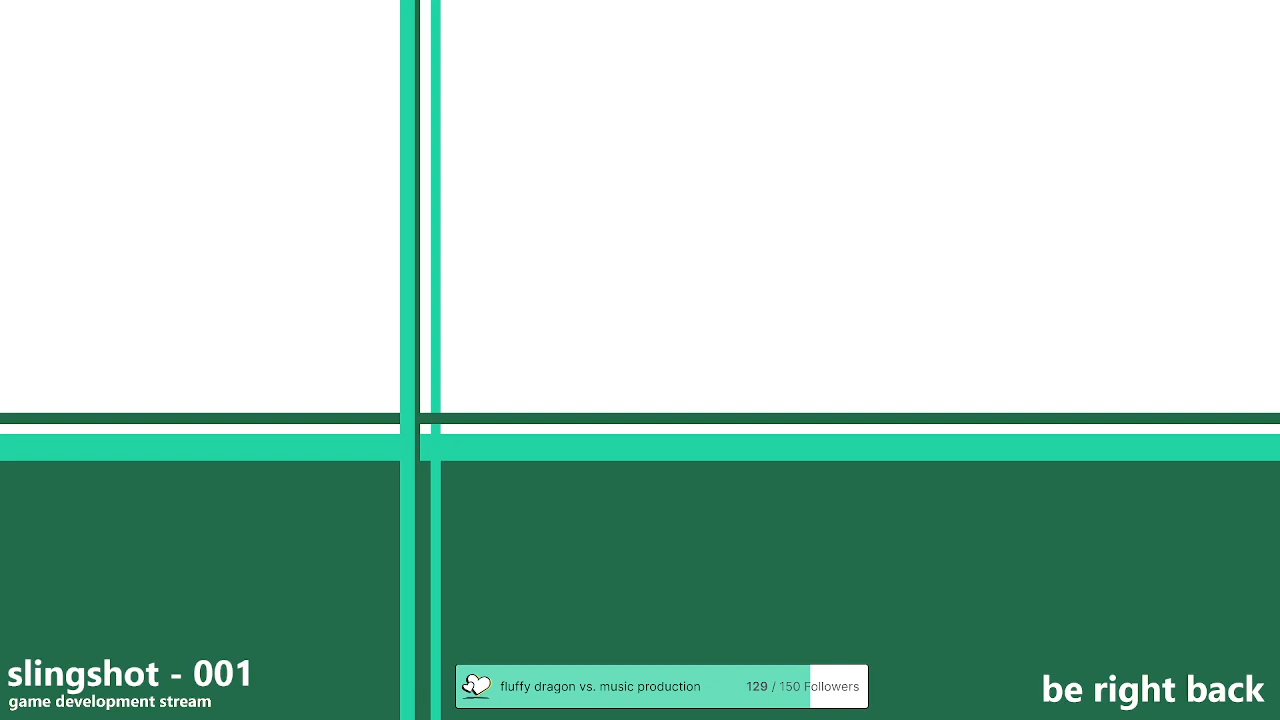 slingshot - 001
game development stream
fluffy dragon vs. music production 129 / 150 Followers
be right back